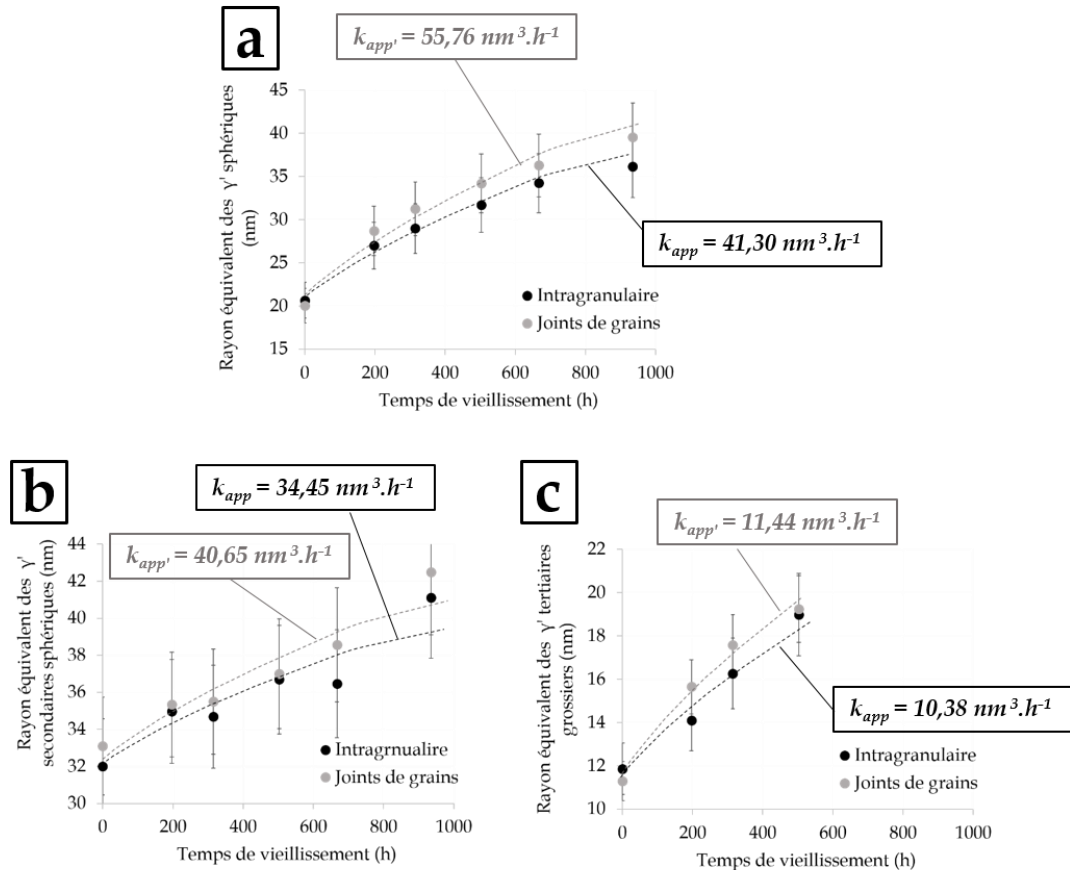 a
k_app' = 55,76 nm³.h⁻¹
Rayon équivalent des γ' sphériques
(nm)
45
40
35
30
25
20
15
k_app = 41,30 nm³.h⁻¹
Intragranulaire
Joints de grains
0 200 400 600 800 1000
Temps de vieillissement (h)
b
k_app = 34,45 nm³.h⁻¹
k_app' = 40,65 nm³.h⁻¹
Rayon équivalent des γ'
secondaires sphériques (nm)
44
42
40
38
36
34
32
30
Intragrnualire
Joints de grains
0 200 400 600 800 1000
Temps de vieillissement (h)
c
k_app' = 11,44 nm³.h⁻¹
Rayon équivalent des γ' tertiaires
grossiers (nm)
22
20
18
16
14
12
10
k_app = 10,38 nm³.h⁻¹
Intragranulaire
Joints de grains
0 200 400 600 800 1000
Temps de vieillissement (h)